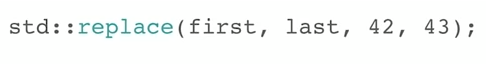 std::replace(first, last, 42, 43);